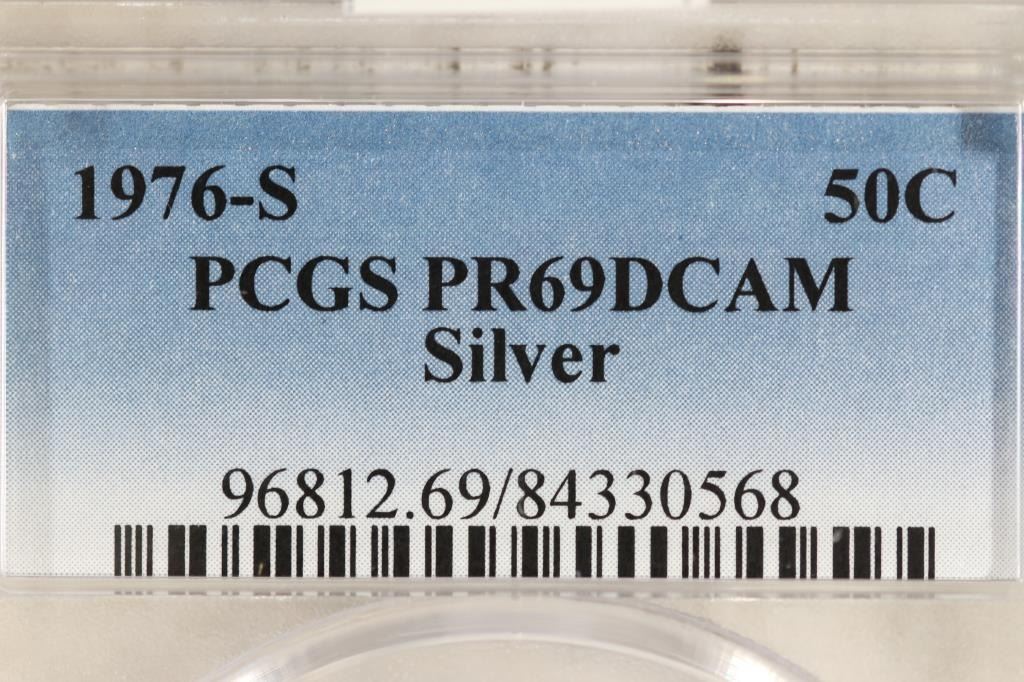 1976-S 50C
PCGS PR69DCAM
Silver
96812.69/84330568